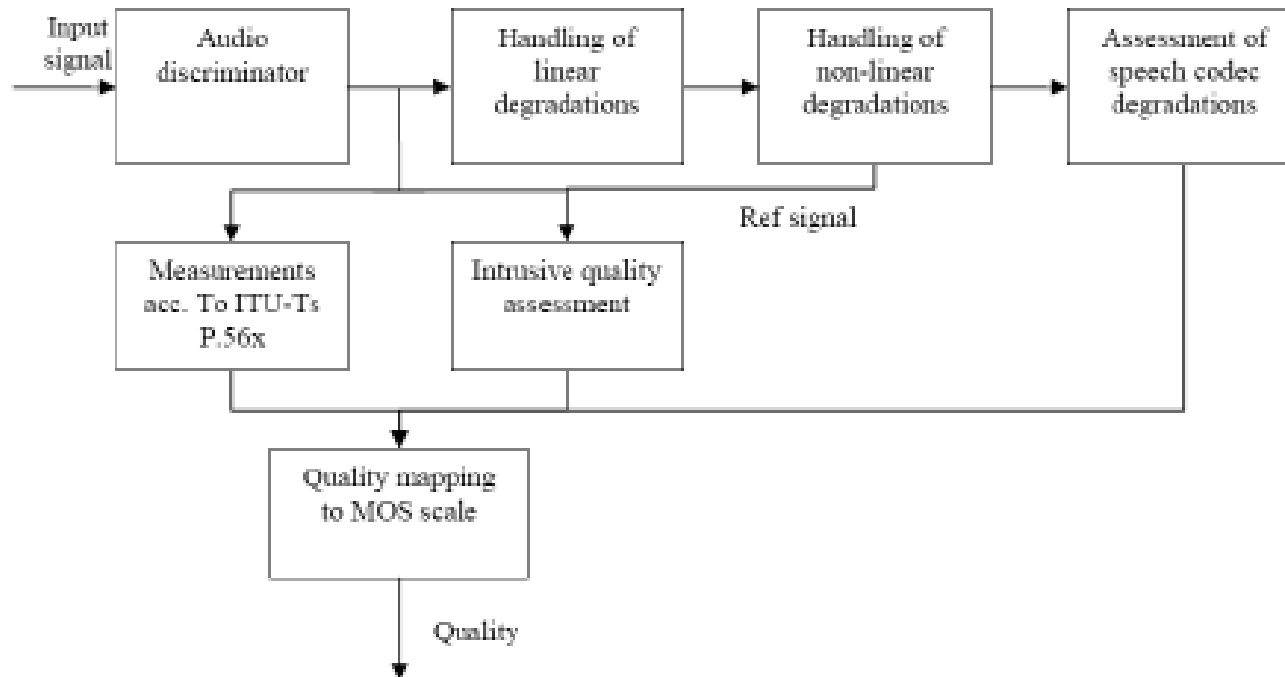 Input
signal
Audio
discriminator
Handling of
linear
degradations
Handling of
non-linear
degradations
Assessment of
speech codec
degradations
Ref signal
Measurements
acc. To ITU-Ts
P.56x
Intrusive quality
assessment
Quality mapping
to MOS scale
Quality